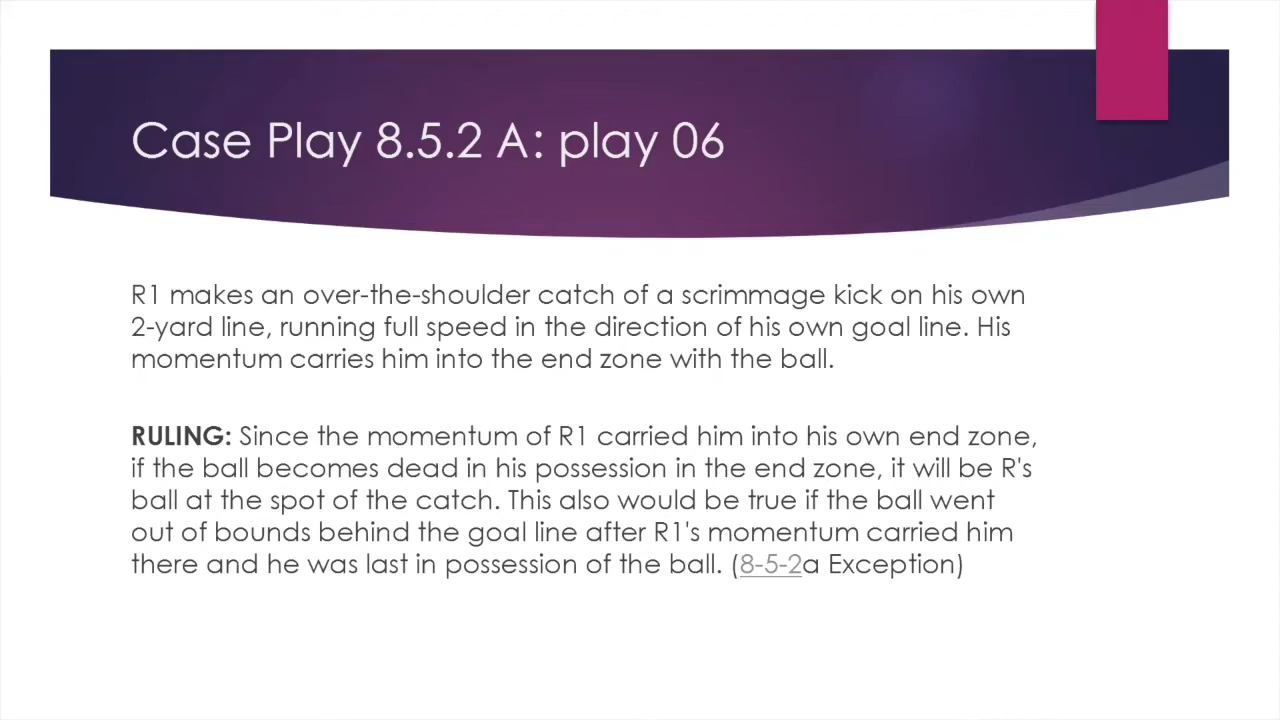 Case Play 8.5.2 A: play 06
R1 makes an over-the-shoulder catch of a scrimmage kick on his own
2-yard line, running full speed in the direction of his own goal line. His
momentum carries him into the end zone with the ball.
RULING: Since the momentum of R1 carried him into his own end zone,
if the ball becomes dead in his possession in the end zone, it will be R's
ball at the spot of the catch. This also would be true if the ball went
out of bounds behind the goal line after R1's momentum carried him
there and he was last in possession of the ball. (8-5-2a Exception)